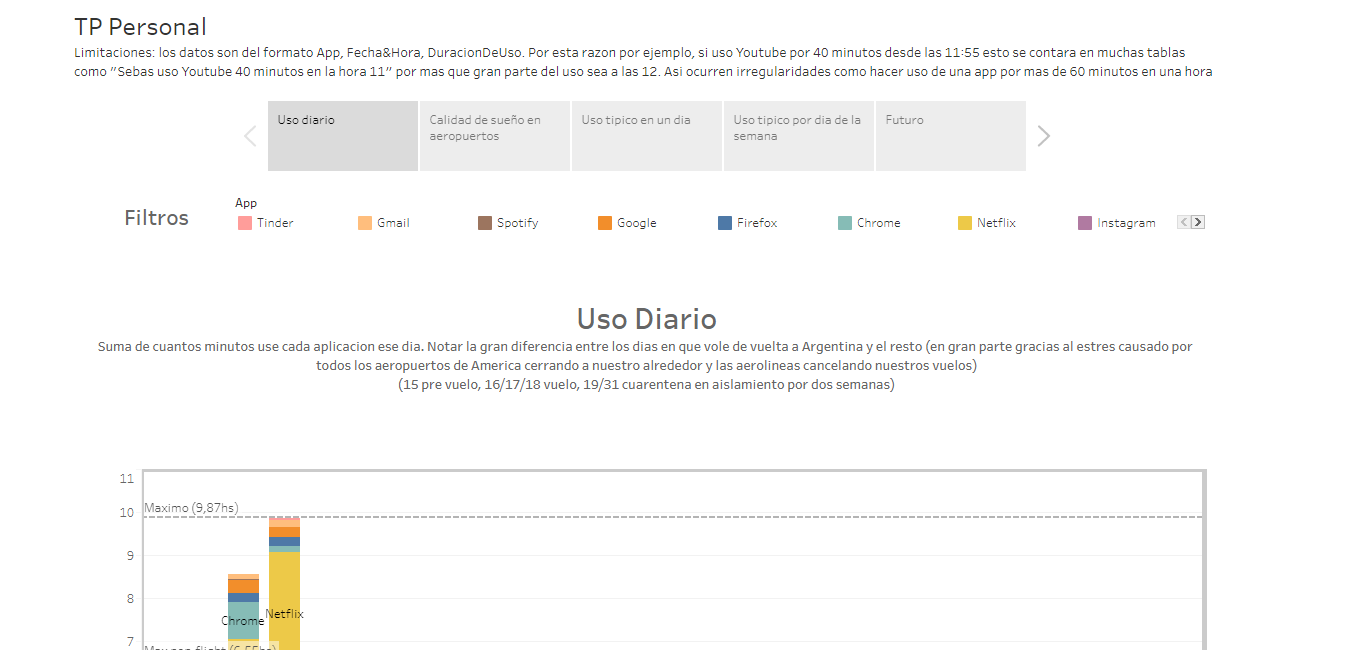 TP Personal
Limitaciones: los datos son del formato App, Fecha&Hora, DuracionDeUso. Por esta razon por ejemplo, si uso Youtube por 40 minutos desde las 11:55 esto se contara en muchas tablas
como "Sebas uso Youtube 40 minutos en la hora 11" por mas que gran parte del uso sea a las 12. Asi ocurren irregularidades como hacer uso de una app por mas de 60 minutos en una hora
Uso diario
Calidad de sueño en
aeropuertos
Uso tipico en un dia
Uso tipico por dia de la
semana
Futuro
Filtros
App
Tinder
Gmail
Spotify
Google
Firefox
Chrome
Netflix
Instagram
Uso Diario
Suma de cuantos minutos use cada aplicacion ese dia. Notar la gran diferencia entre los dias en que vole de vuelta a Argentina y el resto (en gran parte gracias al estres causado por
todos los aeropuertos de America cerrando a nuestro alrededor y las aerolineas cancelando nuestros vuelos)
(15 pre vuelo, 16/17/18 vuelo, 19/31 cuarentena en aislamiento por dos semanas)
11
Maximo (9,87hs)
10
9
8
Netflix
Chrome
7
Max non flight (6,55hs)